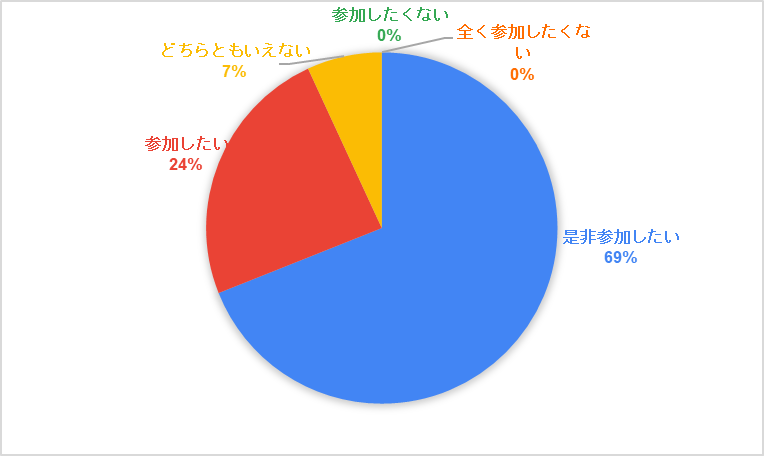 参加したくない
0%
全く参加したくな
い
0%
どちらともいえない
7%
参加したい
24%
是非参加したい
69%